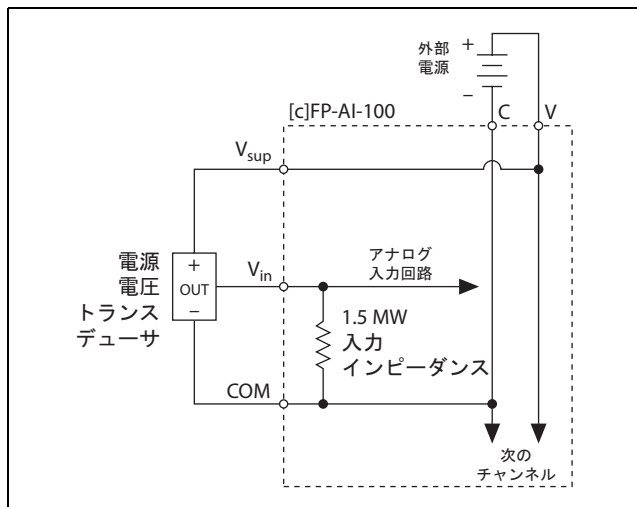 外部
電源
+
−
[c]FP-AI-100
C
V
Vsup
電源
電圧
トランス
デューサ
+
OUT
−
Vin
アナログ
入力回路
1.5 MW
入力
インピーダンス
COM
次の
チャンネル